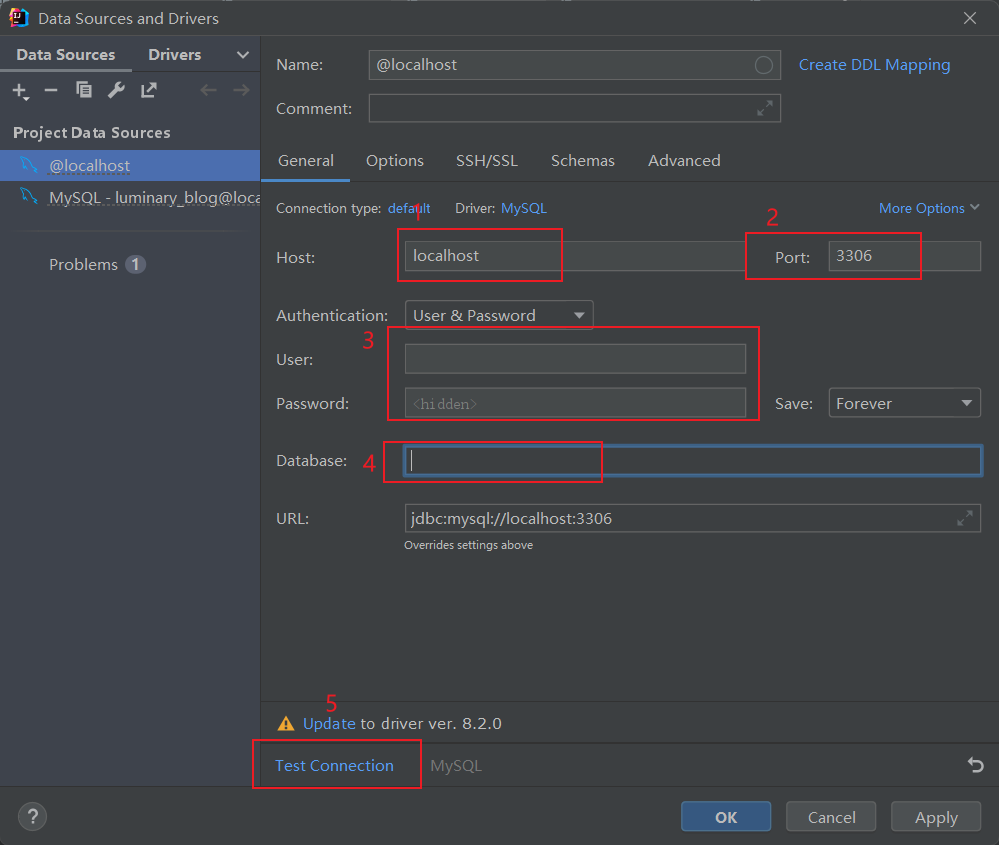 Data Sources and Drivers
Data Sources Drivers
Project Data Sources
@localhost
MySQL - luminary_blog@loca
Problems 1
Name: @localhost Create DDL Mapping
Comment:
General Options SSH/SSL Schemas Advanced
Connection type: default Driver: MySQL More Options
1 2
Host: localhost Port: 3306
Authentication: User & Password
3
User:
Password: <hidden> Save: Forever
Database: 4
URL: jdbc:mysql://localhost:3306
Overrides settings above
5
Update to driver ver. 8.2.0
Test Connection MySQL
? OK Cancel Apply